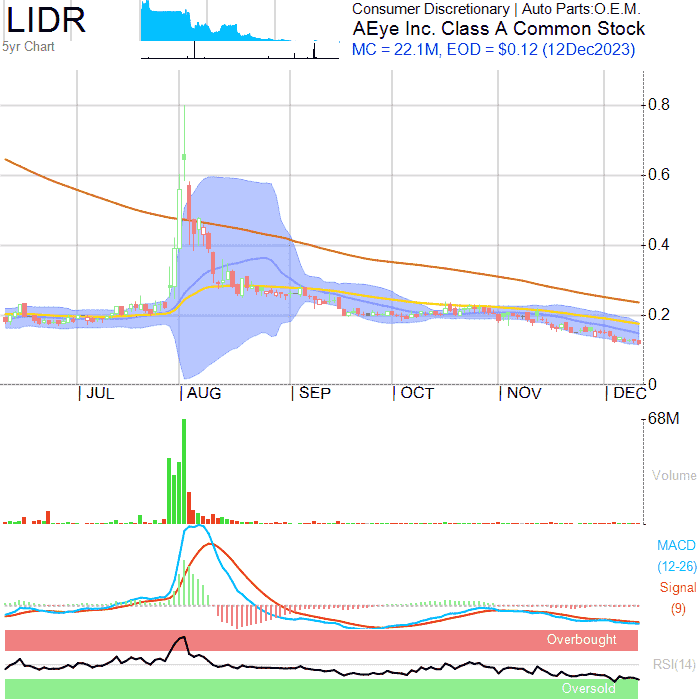 LIDR
5yr Chart
Consumer Discretionary | Auto Parts:O.E.M.
AEye Inc. Class A Common Stock
MC = 22.1M, EOD = $0.12 (12Dec2023)
0.8
0.6
0.4
0.2
0
JUL AUG SEP OCT NOV DEC
68M
Volume
MACD
(12-26)
Signal
(9)
Overbought
RSI(14)
Oversold